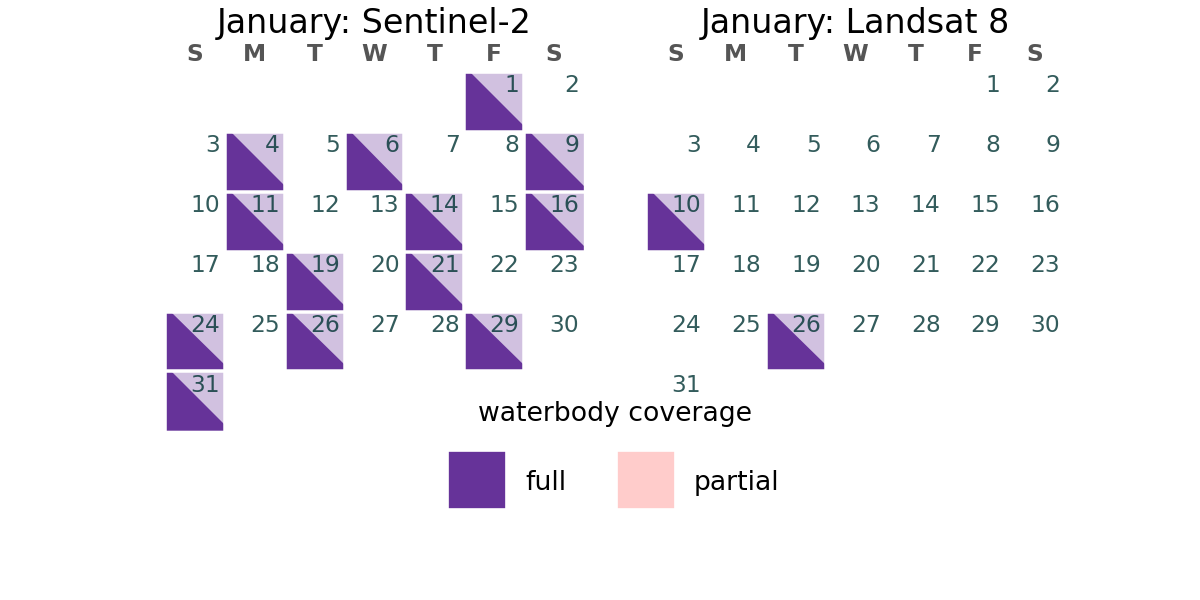 January: Sentinel-2
S M T W T F S
1 2
3 4 5 6 7 8 9
10 11 12 13 14 15 16
17 18 19 20 21 22 23
24 25 26 27 28 29 30
31
January: Landsat 8
S M T W T F S
1 2
3 4 5 6 7 8 9
10 11 12 13 14 15 16
17 18 19 20 21 22 23
24 25 26 27 28 29 30
31
waterbody coverage
full partial